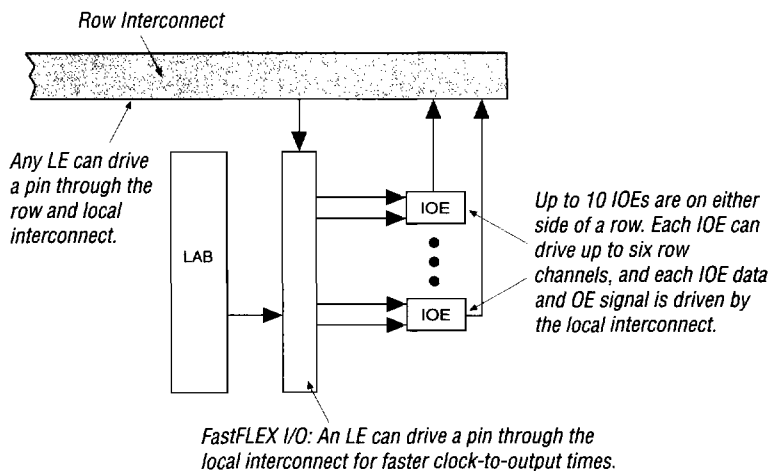 Row Interconnect
Any LE can drive
a pin through the
row and local
interconnect.
LAB
IOE
IOE
Up to 10 IOEs are on either
side of a row. Each IOE can
drive up to six row
channels, and each IOE data
and OE signal is driven by
the local interconnect.
FastFLEX I/O: An LE can drive a pin through the
local interconnect for faster clock-to-output times.